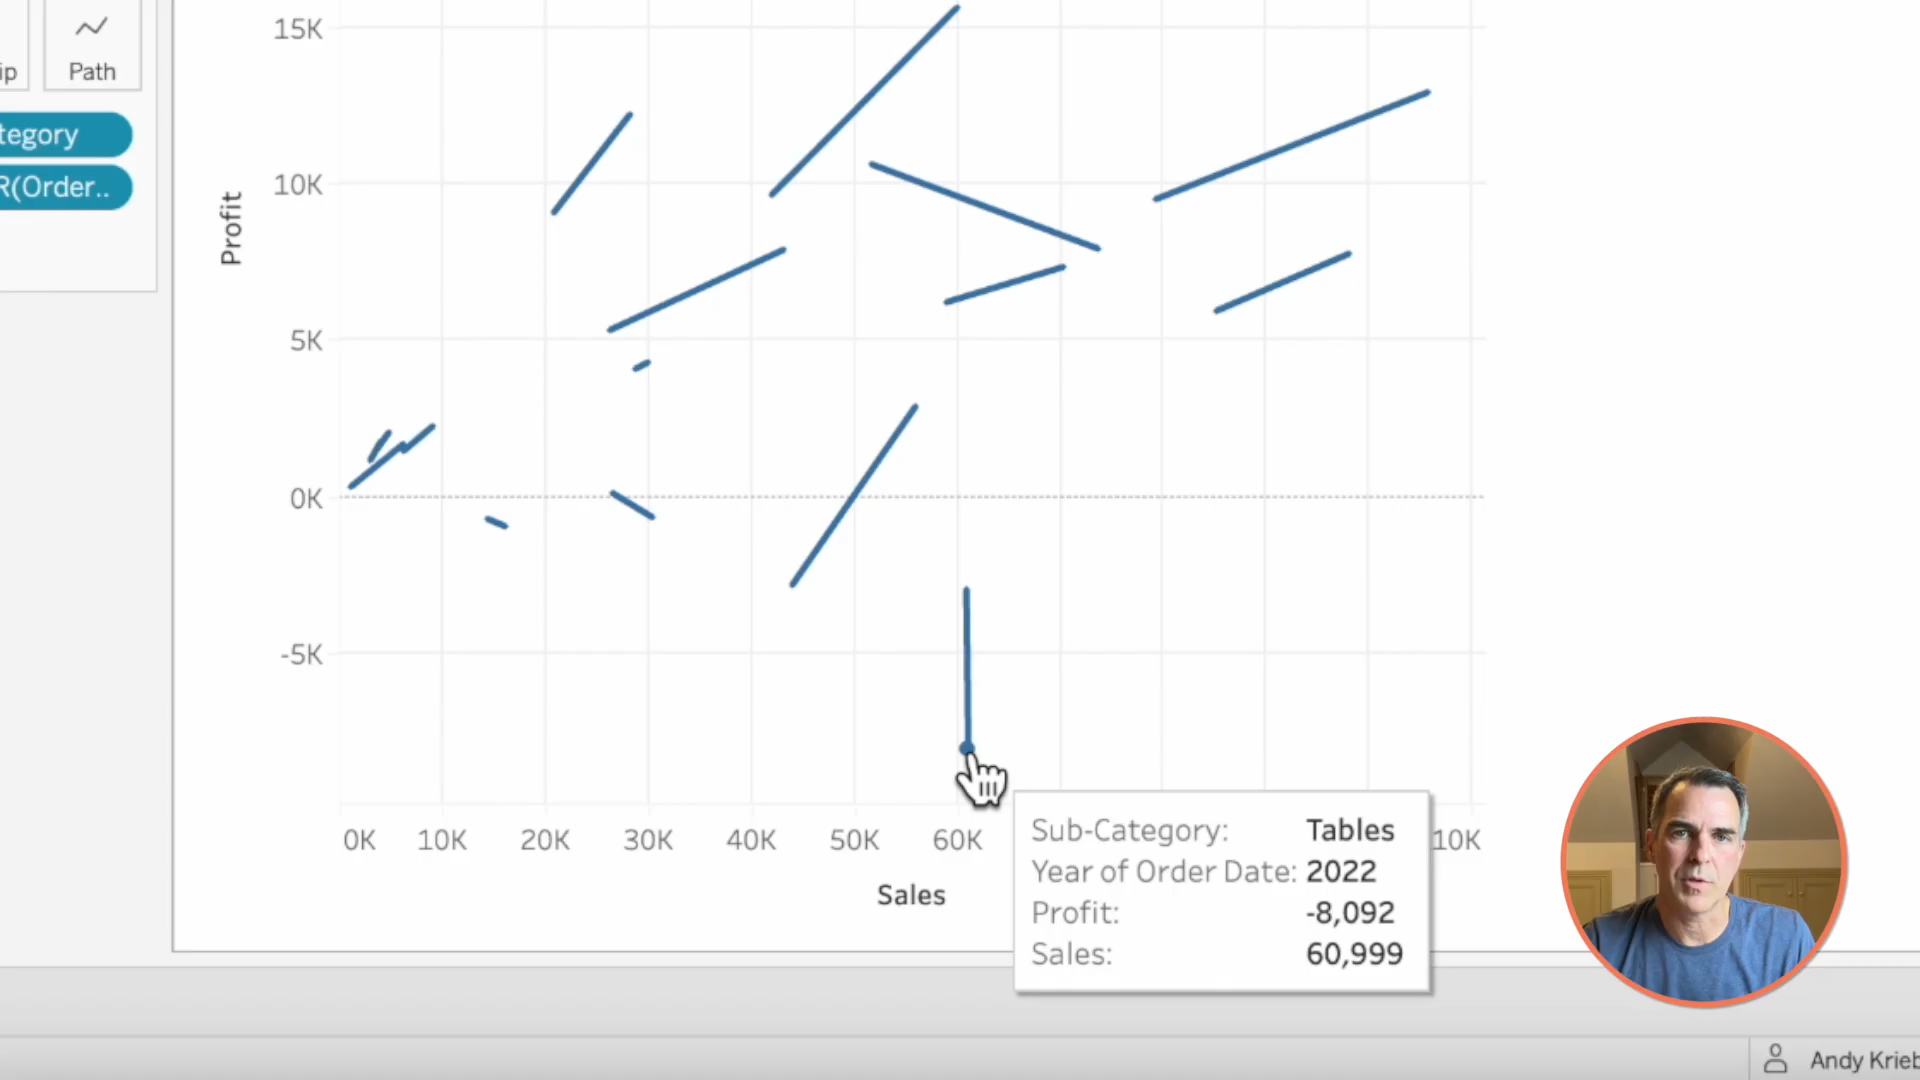 ip
Path
tegory
R(Order..
15K
10K
5K
0K
-5K
Profit
0K
10K
20K
30K
40K
50K
60K
10K
Sales
Sub-Category: Tables
Year of Order Date: 2022
Profit: -8,092
Sales: 60,999
Andy Krieb